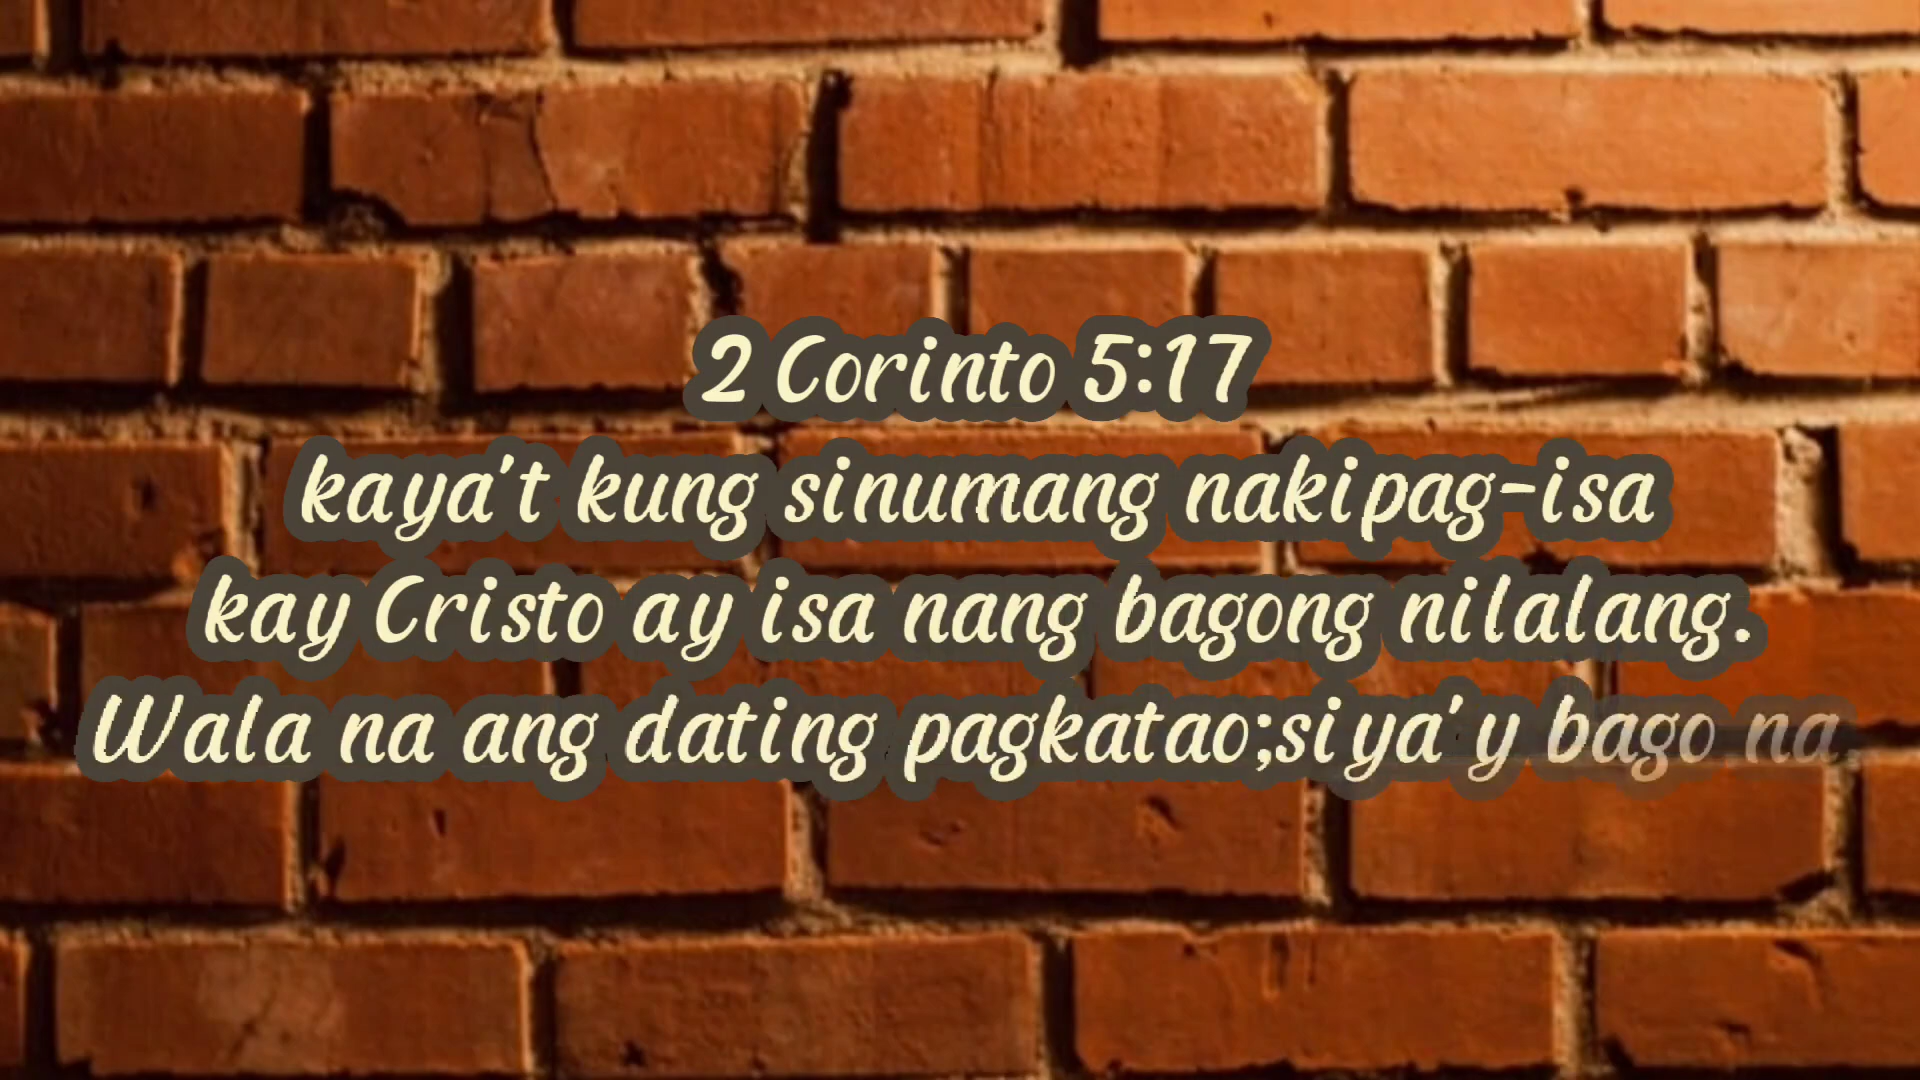 2 Corinto 5:17
kaya't kung sinumang nakipag-isa
kay Cristo ay isa nang bagong nilalang.
Wala na ang dating pagkatao;siya'y bago na.